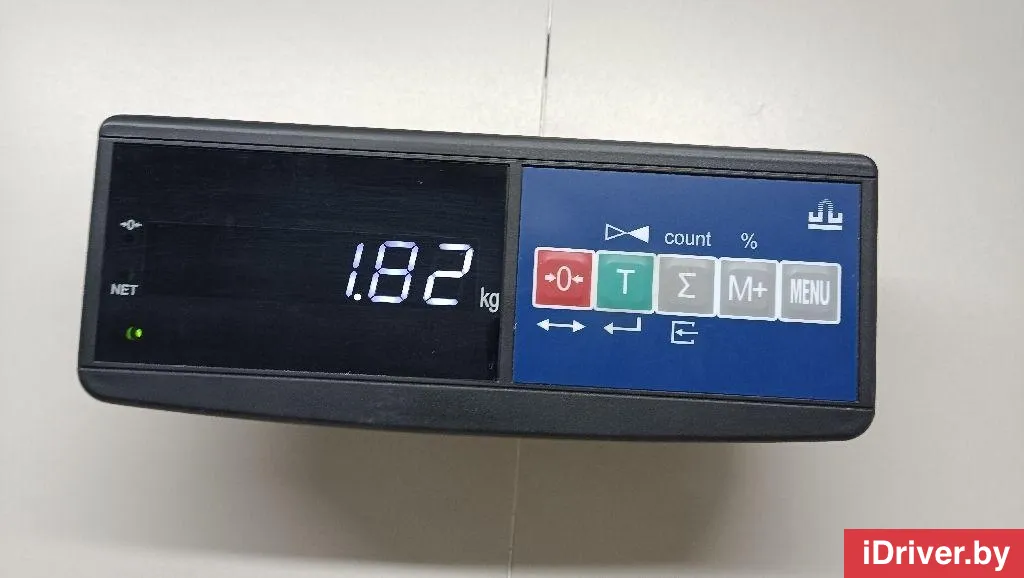 →0←
NET
1.82 kg
count %
→0← T Σ M+ MENU
iDriver.by